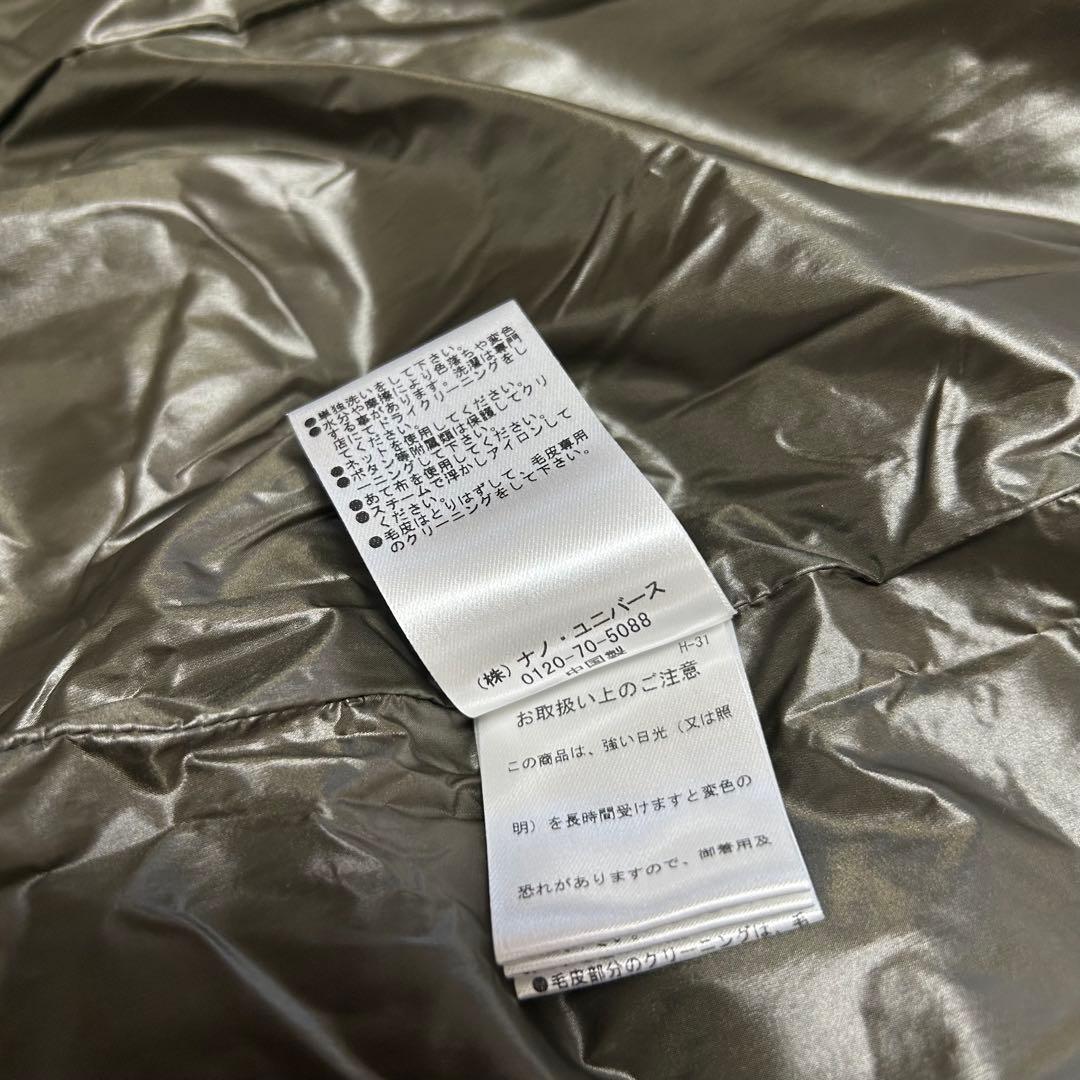 ●単独洗いをして下さい。
●水分や摩擦により色落ちや変色
する事があります。洗濯は専門
店にてドライクリーニングをし
てください。
●ネットを使用してください。
●ボタン等附属類は保護してクリ
ーニングして下さい。
●あて布を使用してください。
●スチームで浮かしアイロンして
ください。
●毛皮はとりはずして、毛皮専用
のクリーニングをして下さい。
(株)ナノ・ユニバース
0120-70-5088
中国製
H-31
お取扱い上のご注意
この商品は、強い日光(又は照
明)を長時間受けますと変色の
恐れがありますので、御着用及
●毛皮部分のクリーニングは、毛